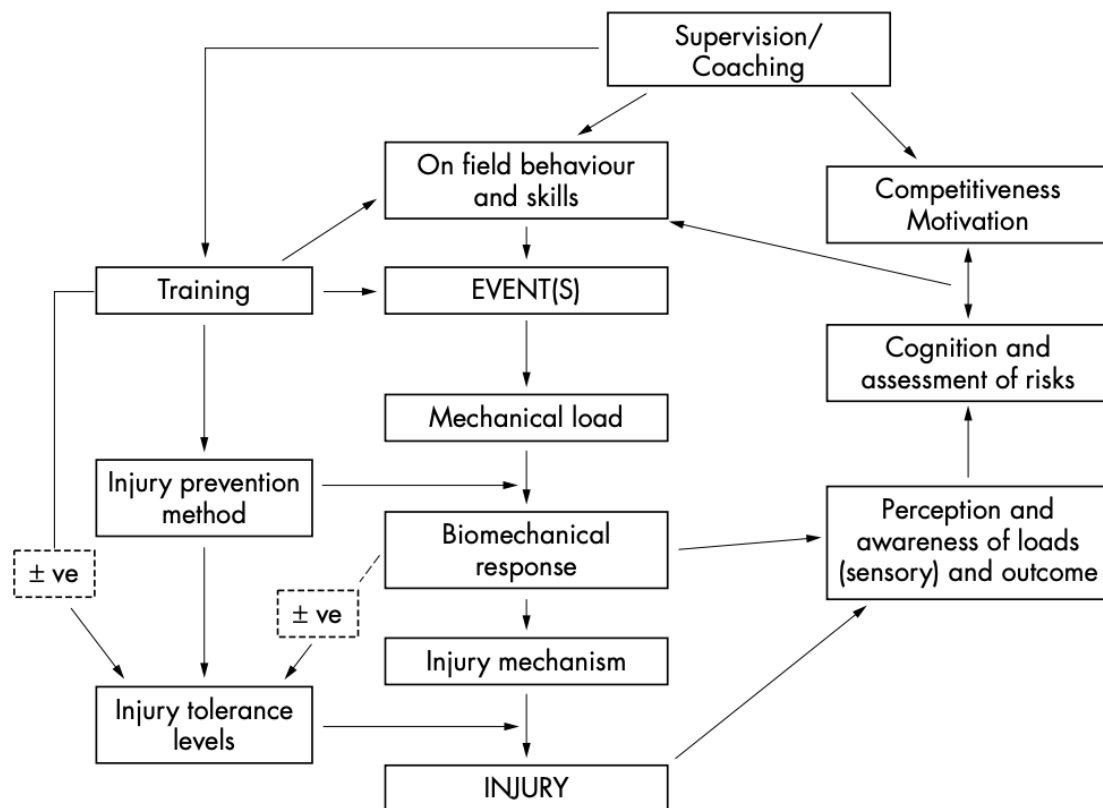 Supervision/
Coaching
On field behaviour
and skills
Competitiveness
Motivation
Training
EVENT(S)
Cognition and
assessment of risks
Mechanical load
Injury prevention
method
Biomechanical
response
Perception and
awareness of loads
(sensory) and outcome
± ve
± ve
Injury mechanism
Injury tolerance
levels
INJURY